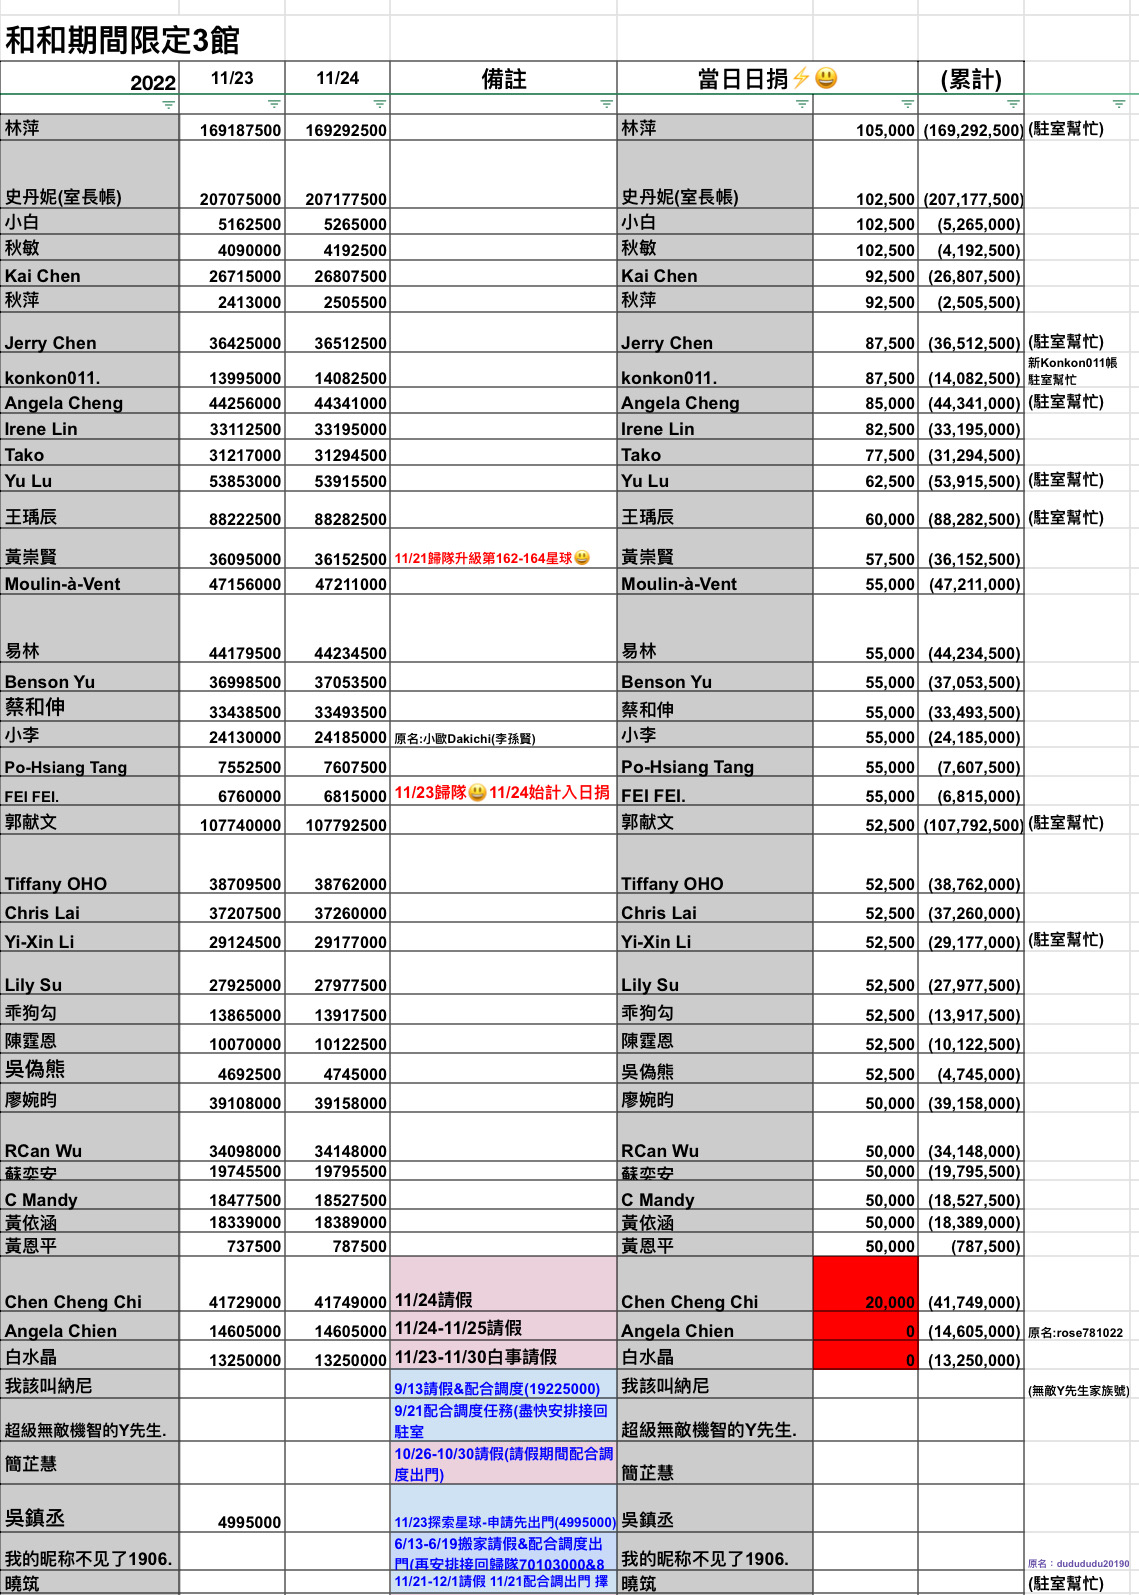 和和期間限定3館
2022 11/23 11/24 備註 當日日捐⚡😃 (累計)
林萍 169187500 169292500 林萍 105,000 (169,292,500) (駐室幫忙)
史丹妮(室長帳) 207075000 207177500 史丹妮(室長帳) 102,500 (207,177,500)
小白 5162500 5265000 小白 102,500 (5,265,000)
秋敏 4090000 4192500 秋敏 102,500 (4,192,500)
Kai Chen 26715000 26807500 Kai Chen 92,500 (26,807,500)
秋萍 2413000 2505500 秋萍 92,500 (2,505,500)
Jerry Chen 36425000 36512500 Jerry Chen 87,500 (36,512,500) (駐室幫忙)
konkon011. 13995000 14082500 konkon011. 87,500 (14,082,500) 新Konkon011帳
駐室幫忙
Angela Cheng 44256000 44341000 Angela Cheng 85,000 (44,341,000) (駐室幫忙)
Irene Lin 33112500 33195000 Irene Lin 82,500 (33,195,000)
Tako 31217000 31294500 Tako 77,500 (31,294,500)
Yu Lu 53853000 53915500 Yu Lu 62,500 (53,915,500) (駐室幫忙)
王瑀辰 88222500 88282500 王瑀辰 60,000 (88,282,500) (駐室幫忙)
黃崇賢 36095000 36152500 11/21歸隊升級第162-164星球😃 黃崇賢 57,500 (36,152,500)
Moulin-à-Vent 47156000 47211000 Moulin-à-Vent 55,000 (47,211,000)
易林 44179500 44234500 易林 55,000 (44,234,500)
Benson Yu 36998500 37053500 Benson Yu 55,000 (37,053,500)
蔡和伸 33438500 33493500 蔡和伸 55,000 (33,493,500)
小李 24130000 24185000 原名:小歐Dakichi(李孫賢) 小李 55,000 (24,185,000)
Po-Hsiang Tang 7552500 7607500 Po-Hsiang Tang 55,000 (7,607,500)
FEI FEI. 6760000 6815000 11/23歸隊😃11/24始計入日捐 FEI FEI. 55,000 (6,815,000)
郭献文 107740000 107792500 郭献文 52,500 (107,792,500) (駐室幫忙)
Tiffany OHO 38709500 38762000 Tiffany OHO 52,500 (38,762,000)
Chris Lai 37207500 37260000 Chris Lai 52,500 (37,260,000)
Yi-Xin Li 29124500 29177000 Yi-Xin Li 52,500 (29,177,000) (駐室幫忙)
Lily Su 27925000 27977500 Lily Su 52,500 (27,977,500)
乖狗勾 13865000 13917500 乖狗勾 52,500 (13,917,500)
陳霆恩 10070000 10122500 陳霆恩 52,500 (10,122,500)
吳偽熊 4692500 4745000 吳偽熊 52,500 (4,745,000)
廖婉昀 39108000 39158000 廖婉昀 50,000 (39,158,000)
RCan Wu 34098000 34148000 RCan Wu 50,000 (34,148,000)
蘇奕安 19745500 19795500 蘇奕安 50,000 (19,795,500)
C Mandy 18477500 18527500 C Mandy 50,000 (18,527,500)
黃依涵 18339000 18389000 黃依涵 50,000 (18,389,000)
黃恩平 737500 787500 黃恩平 50,000 (787,500)
Chen Cheng Chi 41729000 41749000 11/24請假 Chen Cheng Chi 20,000 (41,749,000)
Angela Chien 14605000 14605000 11/24-11/25請假 Angela Chien 0 (14,605,000) 原名:rose781022
白水晶 13250000 13250000 11/23-11/30白事請假 白水晶 0 (13,250,000)
我該叫納尼 9/13請假&配合調度(19225000) 我該叫納尼 (無敵Y先生家族號)
超級無敵機智的Y先生. 9/21配合調度任務(盡快安排接回
駐室 超級無敵機智的Y先生.
簡芷慧 10/26-10/30請假(請假期間配合調
度出門) 簡芷慧
吳鎮丞 4995000 11/23探索星球-申請先出門(4995000) 吳鎮丞
我的昵称不见了1906. 6/13-6/19搬家請假&配合調度出
門(再安排接回歸隊70103000&8 我的昵称不见了1906. 原名：dudududu20190
曉筑 11/21-12/1請假 11/21配合調出門 擇 曉筑 (駐室幫忙)